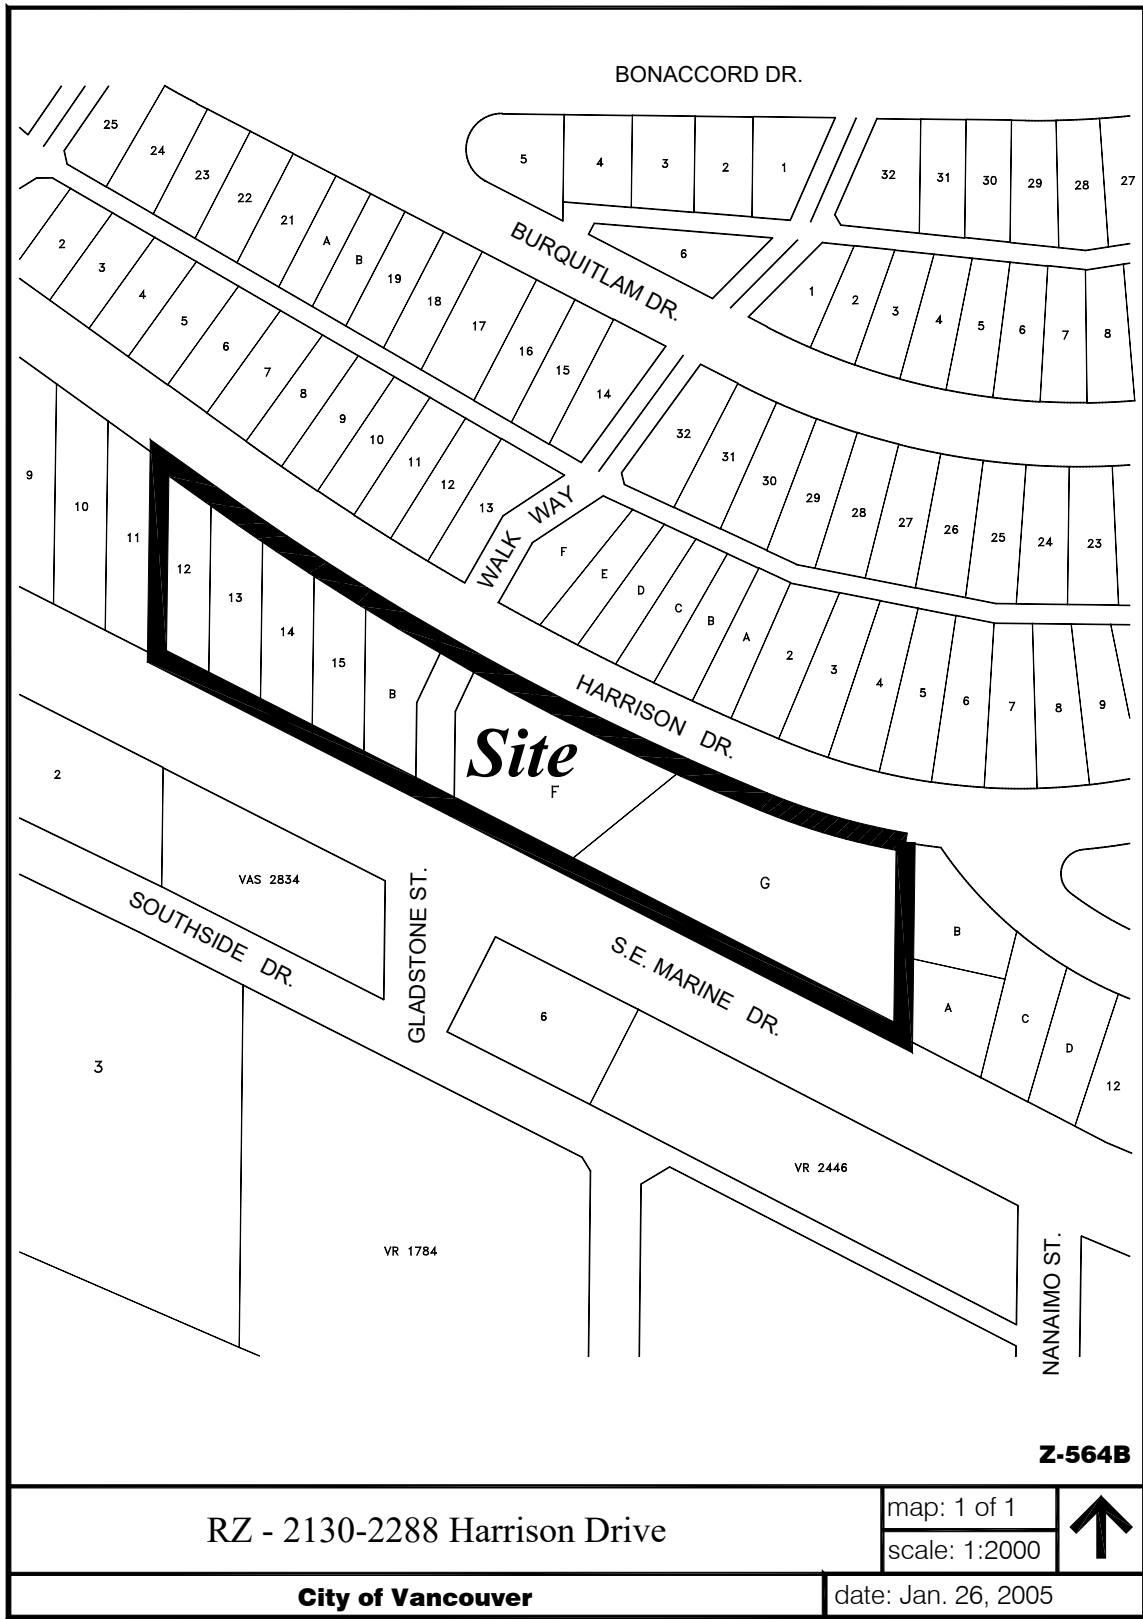 BONACCORD DR.
25
24
23
22
21
A
B
19
18
17
16
15
14
5
4
3
2
1
6
BURQUITLAM DR.
32
31
30
29
28
27
1
2
3
4
5
6
7
8
2
3
4
5
6
7
8
9
10
11
12
13
WALK WAY
32
31
30
29
28
27
26
25
24
23
F
E
D
C
B
A
2
3
4
5
6
7
8
9
HARRISON DR.
9
10
11
12
13
14
15
B
Site
F
G
B
A
C
D
12
2
VAS 2834
SOUTHSIDE DR.
GLADSTONE ST.
S.E. MARINE DR.
6
3
VR 2446
VR 1784
NANAIMO ST.
Z-564B
RZ - 2130-2288 Harrison Drive
map: 1 of 1
scale: 1:2000
City of Vancouver
date: Jan. 26, 2005